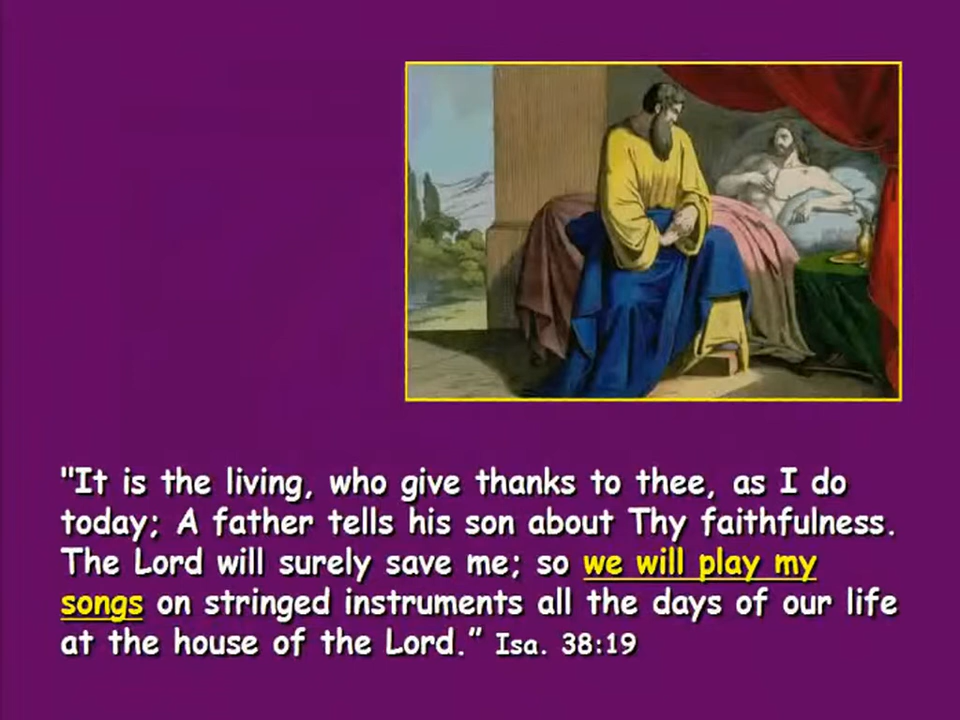 "It is the living, who give thanks to thee, as I do
today; A father tells his son about Thy faithfulness.
The Lord will surely save me; so we will play my
songs on stringed instruments all the days of our life
at the house of the Lord.” Isa. 38:19